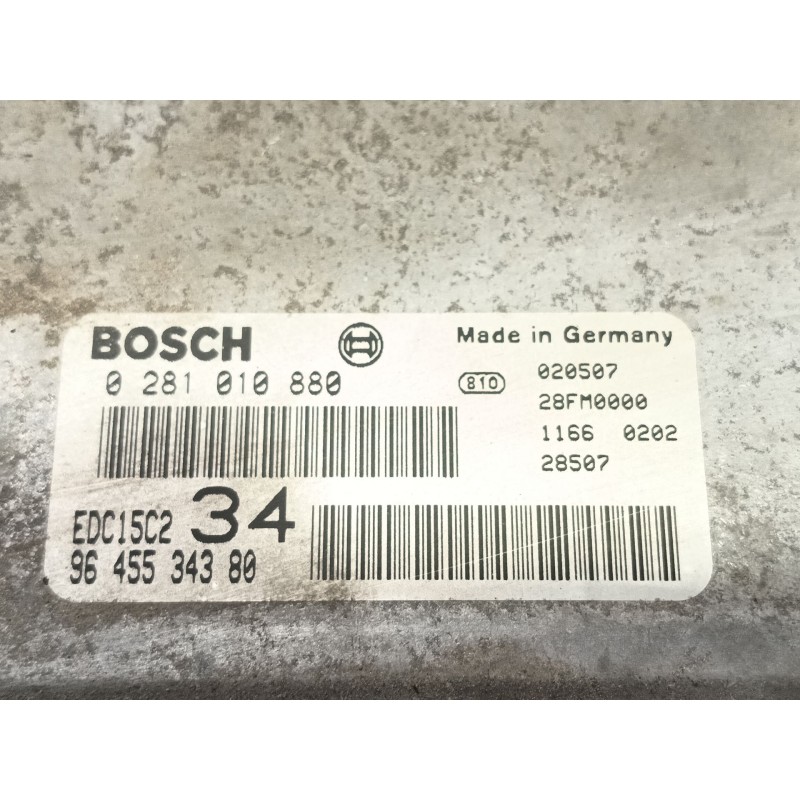 BOSCH
Made in Germany
0 281 010 880
810
020507
28FM0000
1166 0202
28507
EDC15C2 34
96 455 343 80